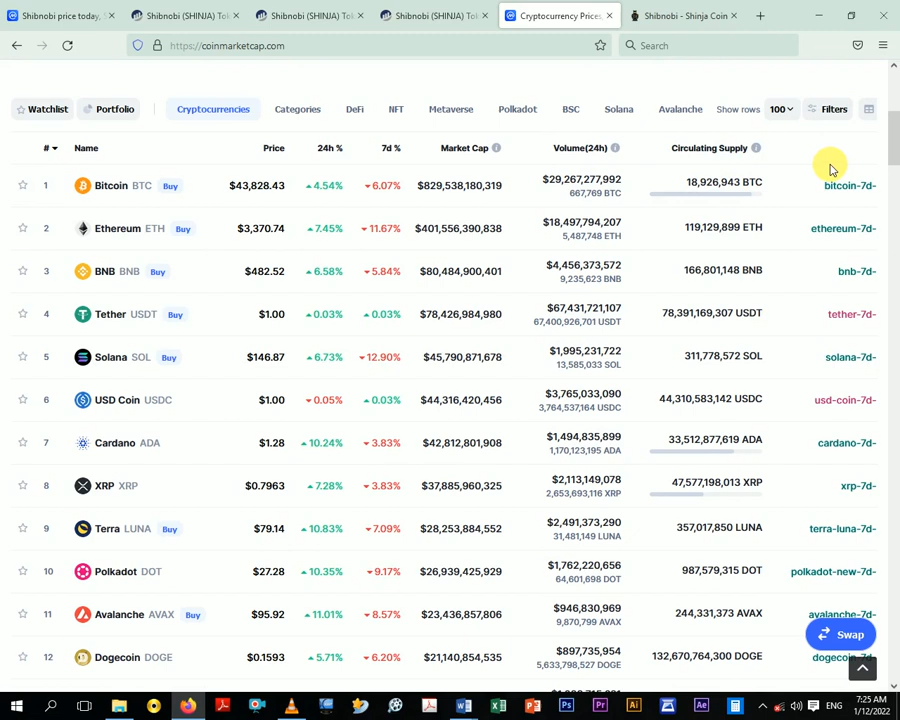 Shibnobi price today,
Shibnobi (SHINJA) Tok
Shibnobi (SHINJA) Tok
Shibnobi (SHINJA) Tok
Cryptocurrency Prices,
Shibnobi - Shinja Coin
https://coinmarketcap.com
Search
Watchlist Portfolio Cryptocurrencies Categories DeFi NFT Metaverse Polkadot BSC Solana Avalanche Show rows 100 Filters
# Name Price 24h % 7d % Market Cap Volume(24h) Circulating Supply
1 Bitcoin BTC Buy $43,828.43 4.54% 6.07% $829,538,180,319 $29,267,277,992 18,926,943 BTC bitcoin-7d-
667,769 BTC
2 Ethereum ETH Buy $3,370.74 7.45% 11.67% $401,556,390,838 $18,497,794,207 119,129,899 ETH ethereum-7d-
5,487,748 ETH
3 BNB BNB Buy $482.52 6.58% 5.84% $80,484,900,401 $4,456,373,572 166,801,148 BNB bnb-7d-
9,235,623 BNB
4 Tether USDT Buy $1.00 0.03% 0.03% $78,426,984,980 $67,431,721,107 78,391,169,307 USDT tether-7d-
67,400,926,701 USDT
5 Solana SOL Buy $146.87 6.73% 12.90% $45,790,871,678 $1,995,231,722 311,778,572 SOL solana-7d-
13,585,033 SOL
6 USD Coin USDC $1.00 0.05% 0.03% $44,316,420,456 $3,765,033,090 44,310,583,142 USDC usd-coin-7d-
3,764,537,164 USDC
7 Cardano ADA $1.28 10.24% 3.83% $42,812,801,908 $1,494,835,899 33,512,877,619 ADA cardano-7d-
1,170,123,195 ADA
8 XRP XRP $0.7963 7.28% 3.83% $37,885,960,325 $2,113,149,078 47,577,198,013 XRP xrp-7d-
2,653,693,116 XRP
9 Terra LUNA Buy $79.14 10.83% 7.09% $28,253,884,552 $2,491,373,290 357,017,850 LUNA terra-luna-7d-
31,481,149 LUNA
10 Polkadot DOT $27.28 10.35% 9.17% $26,939,425,929 $1,762,220,656 987,579,315 DOT polkadot-new-7d-
64,601,698 DOT
11 Avalanche AVAX Buy $95.92 11.01% 8.57% $23,436,857,806 $946,830,969 244,331,373 AVAX avalanche-7d-
9,870,799 AVAX
Swap
12 Dogecoin DOGE $0.1593 5.71% 6.20% $21,140,854,535 $897,735,954 132,670,764,300 DOGE dogecoin-7d-
5,633,798,527 DOGE
ENG 7:25 AM
1/12/2022